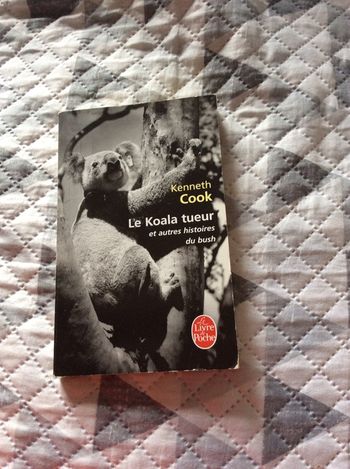 Kenneth
Cook
Le Koala tueur
et autres histoires
du bush
Le
Livre
de
Poche